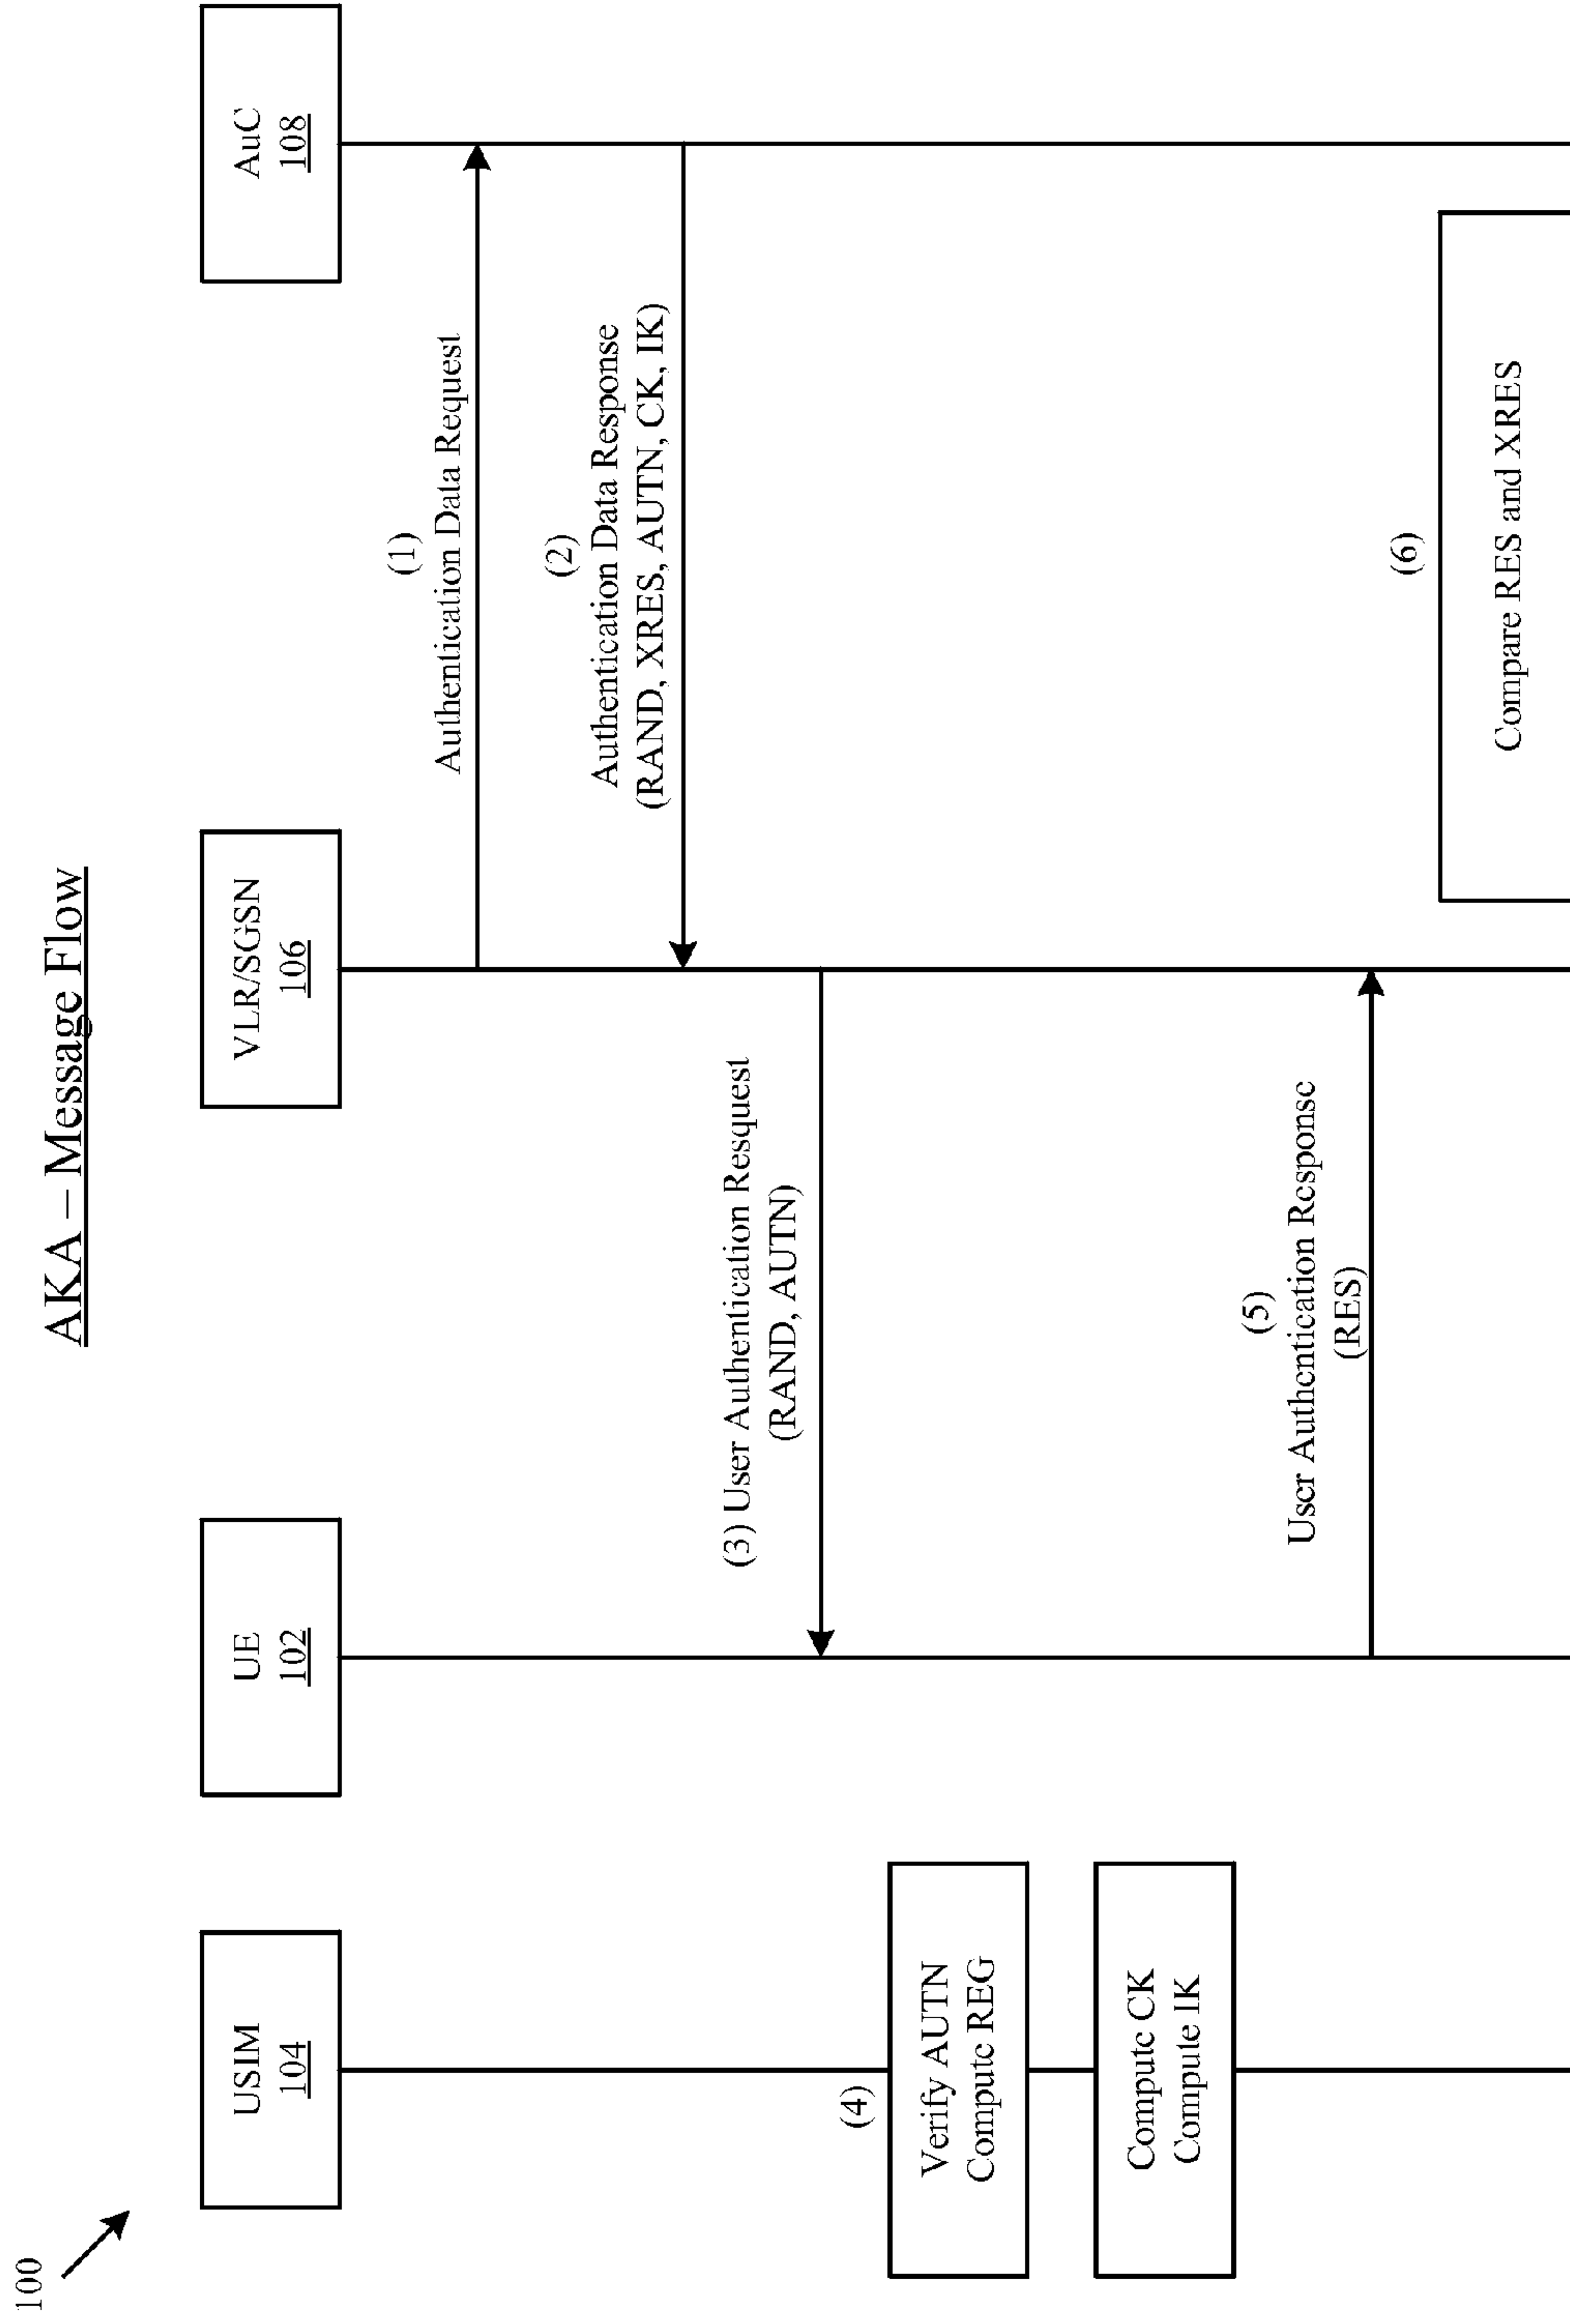 100
AKA – Message Flow
USIM
104
UE
102
VLR/SGSN
106
AuC
108
(1)
Authentication Data Request
(2)
Authentication Data Response
(RAND, XRES, AUTN, CK, IK)
(3) User Authentication Resquest
(RAND, AUTN)
(4)
Verify AUTN
Compute REG
Compute CK
Compute IK
(5)
User Authentication Response
(RES)
(6)
Compare RES and XRES